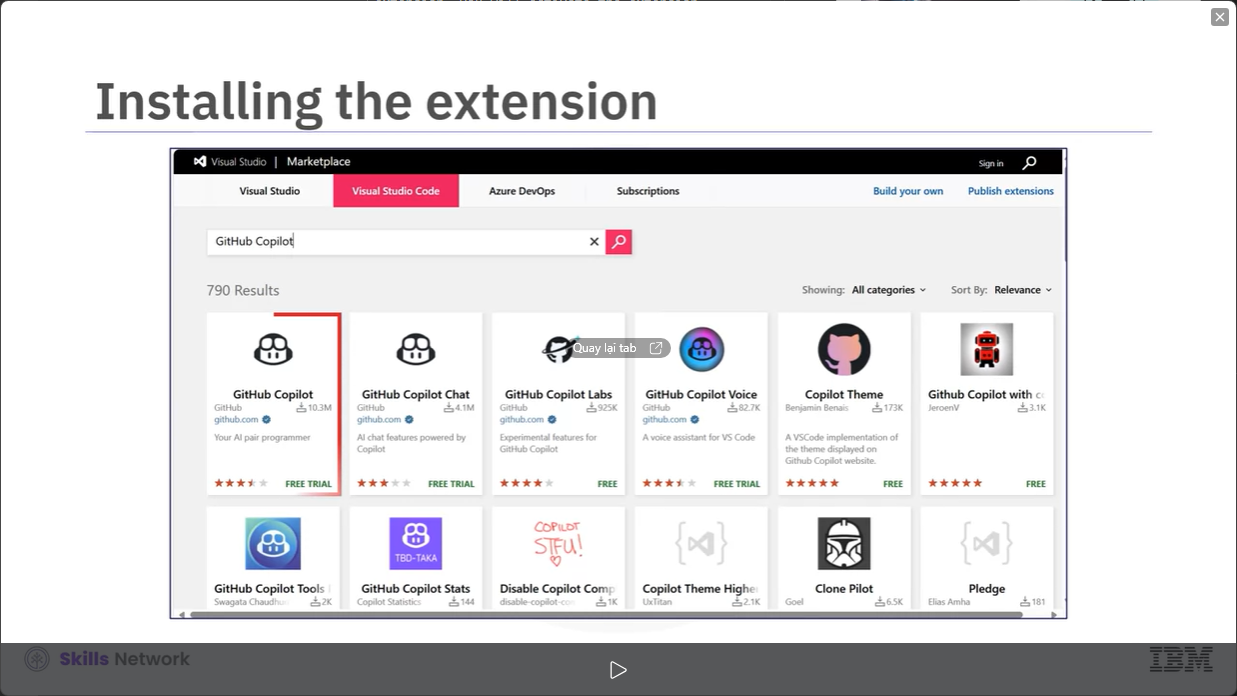 Installing the extension
Visual Studio | Marketplace
Sign in
Visual Studio
Visual Studio Code
Azure DevOps
Subscriptions
Build your own
Publish extensions
GitHub Copilot
790 Results
Showing: All categories
Sort By: Relevance
GitHub Copilot
GitHub 10.3M
github.com
Your AI pair programmer
FREE TRIAL
GitHub Copilot Chat
GitHub 4.1M
github.com
AI chat features powered by
Copilot
FREE TRIAL
GitHub Copilot Labs
GitHub 925K
github.com
Experimental features for
GitHub Copilot
FREE
Quay lại tab
GitHub Copilot Voice
GitHub 82.7K
github.com
A voice assistant for VS Code
FREE TRIAL
Copilot Theme
Benjamin Benais 173K
A VSCode implementation of
the theme displayed on
Github Copilot website.
FREE
Github Copilot with
JeroenV 3.1K
FREE
GitHub Copilot Tools
Swagata 2K
TBD-TAKA
GitHub Copilot Stats
Copilot Statistics 144
COPILOT
STFU!
Disable Copilot Comp
disable-copilot-co 1K
Copilot Theme Highe
UxTitan 2.1K
Clone Pilot
Goel 6.5K
Pledge
Elias Amha 181
Skills Network
IBM